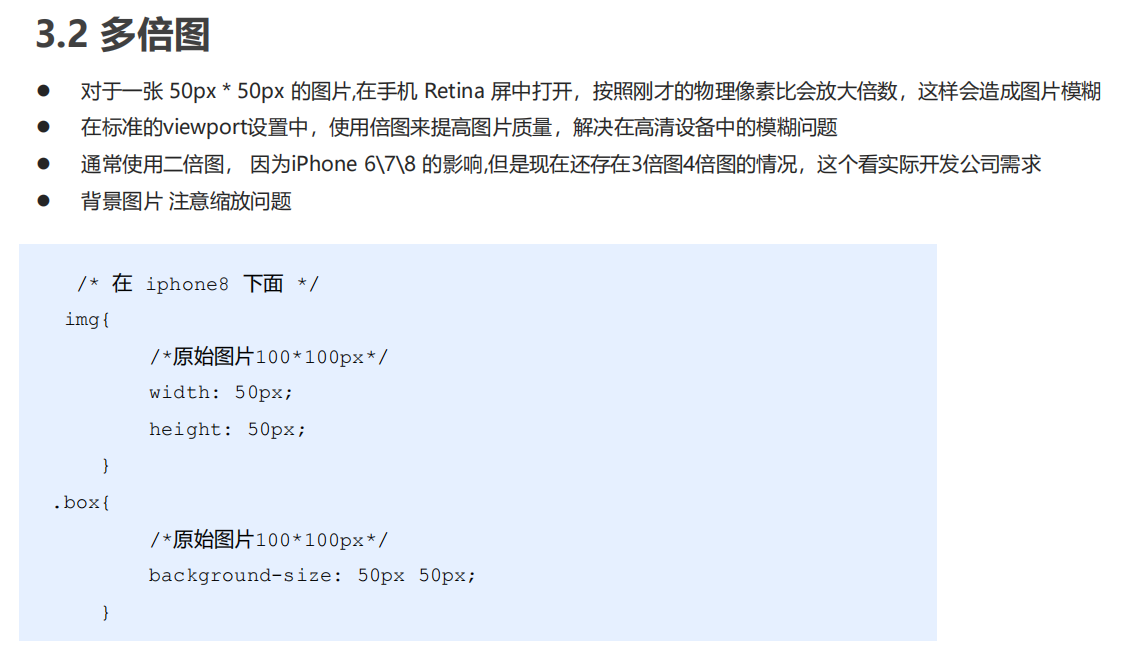 3.2 多倍图
● 对于一张 50px * 50px 的图片,在手机 Retina 屏中打开，按照刚才的物理像素比会放大倍数，这样会造成图片模糊
● 在标准的viewport设置中，使用倍图来提高图片质量，解决在高清设备中的模糊问题
● 通常使用二倍图， 因为iPhone 6\7\8 的影响,但是现在还存在3倍图4倍图的情况，这个看实际开发公司需求
● 背景图片 注意缩放问题
/* 在 iphone8 下面 */
img{
/*原始图片100*100px*/
width: 50px;
height: 50px;
}
.box{
/*原始图片100*100px*/
background-size: 50px 50px;
}